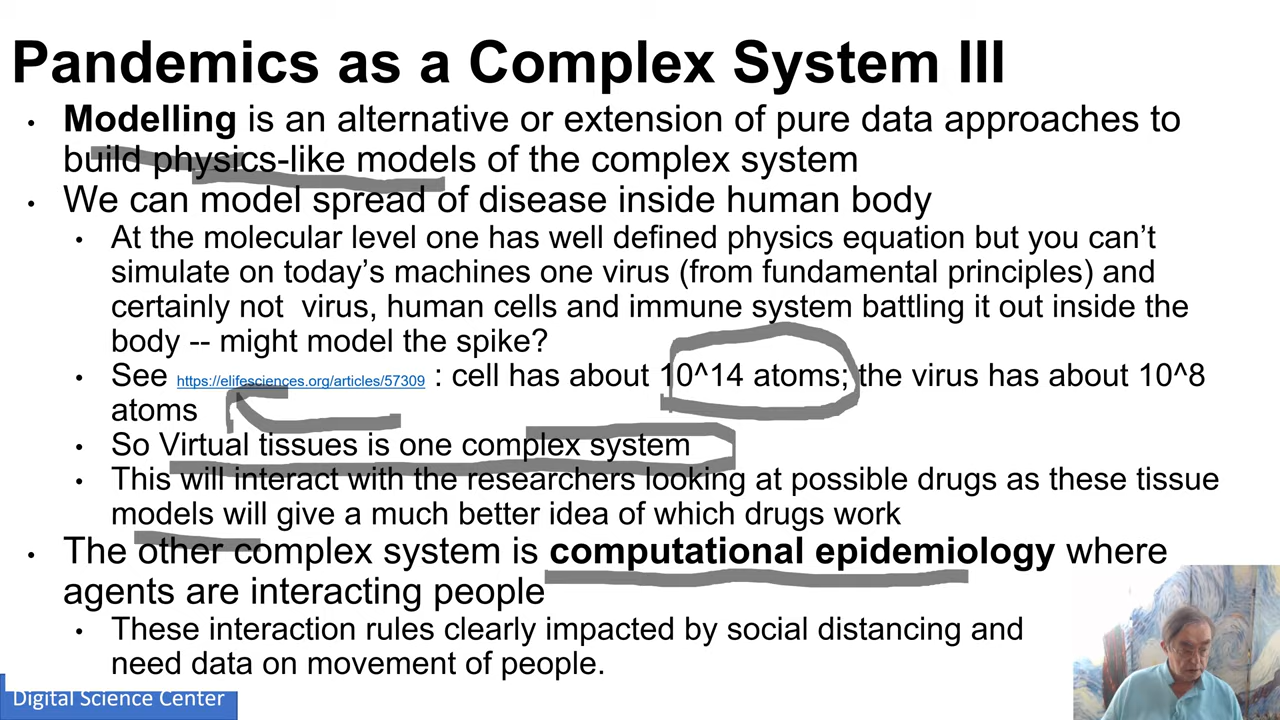 Pandemics as a Complex System III
• Modelling is an alternative or extension of pure data approaches to
build physics-like models of the complex system
• We can model spread of disease inside human body
• At the molecular level one has well defined physics equation but you can't
simulate on today's machines one virus (from fundamental principles) and
certainly not virus, human cells and immune system battling it out inside the
body -- might model the spike?
• See https://elifesciences.org/articles/57309 : cell has about 10^14 atoms; the virus has about 10^8
atoms
• So Virtual tissues is one complex system
• This will interact with the researchers looking at possible drugs as these tissue
models will give a much better idea of which drugs work
• The other complex system is computational epidemiology where
agents are interacting people
• These interaction rules clearly impacted by social distancing and
need data on movement of people.
Digital Science Center